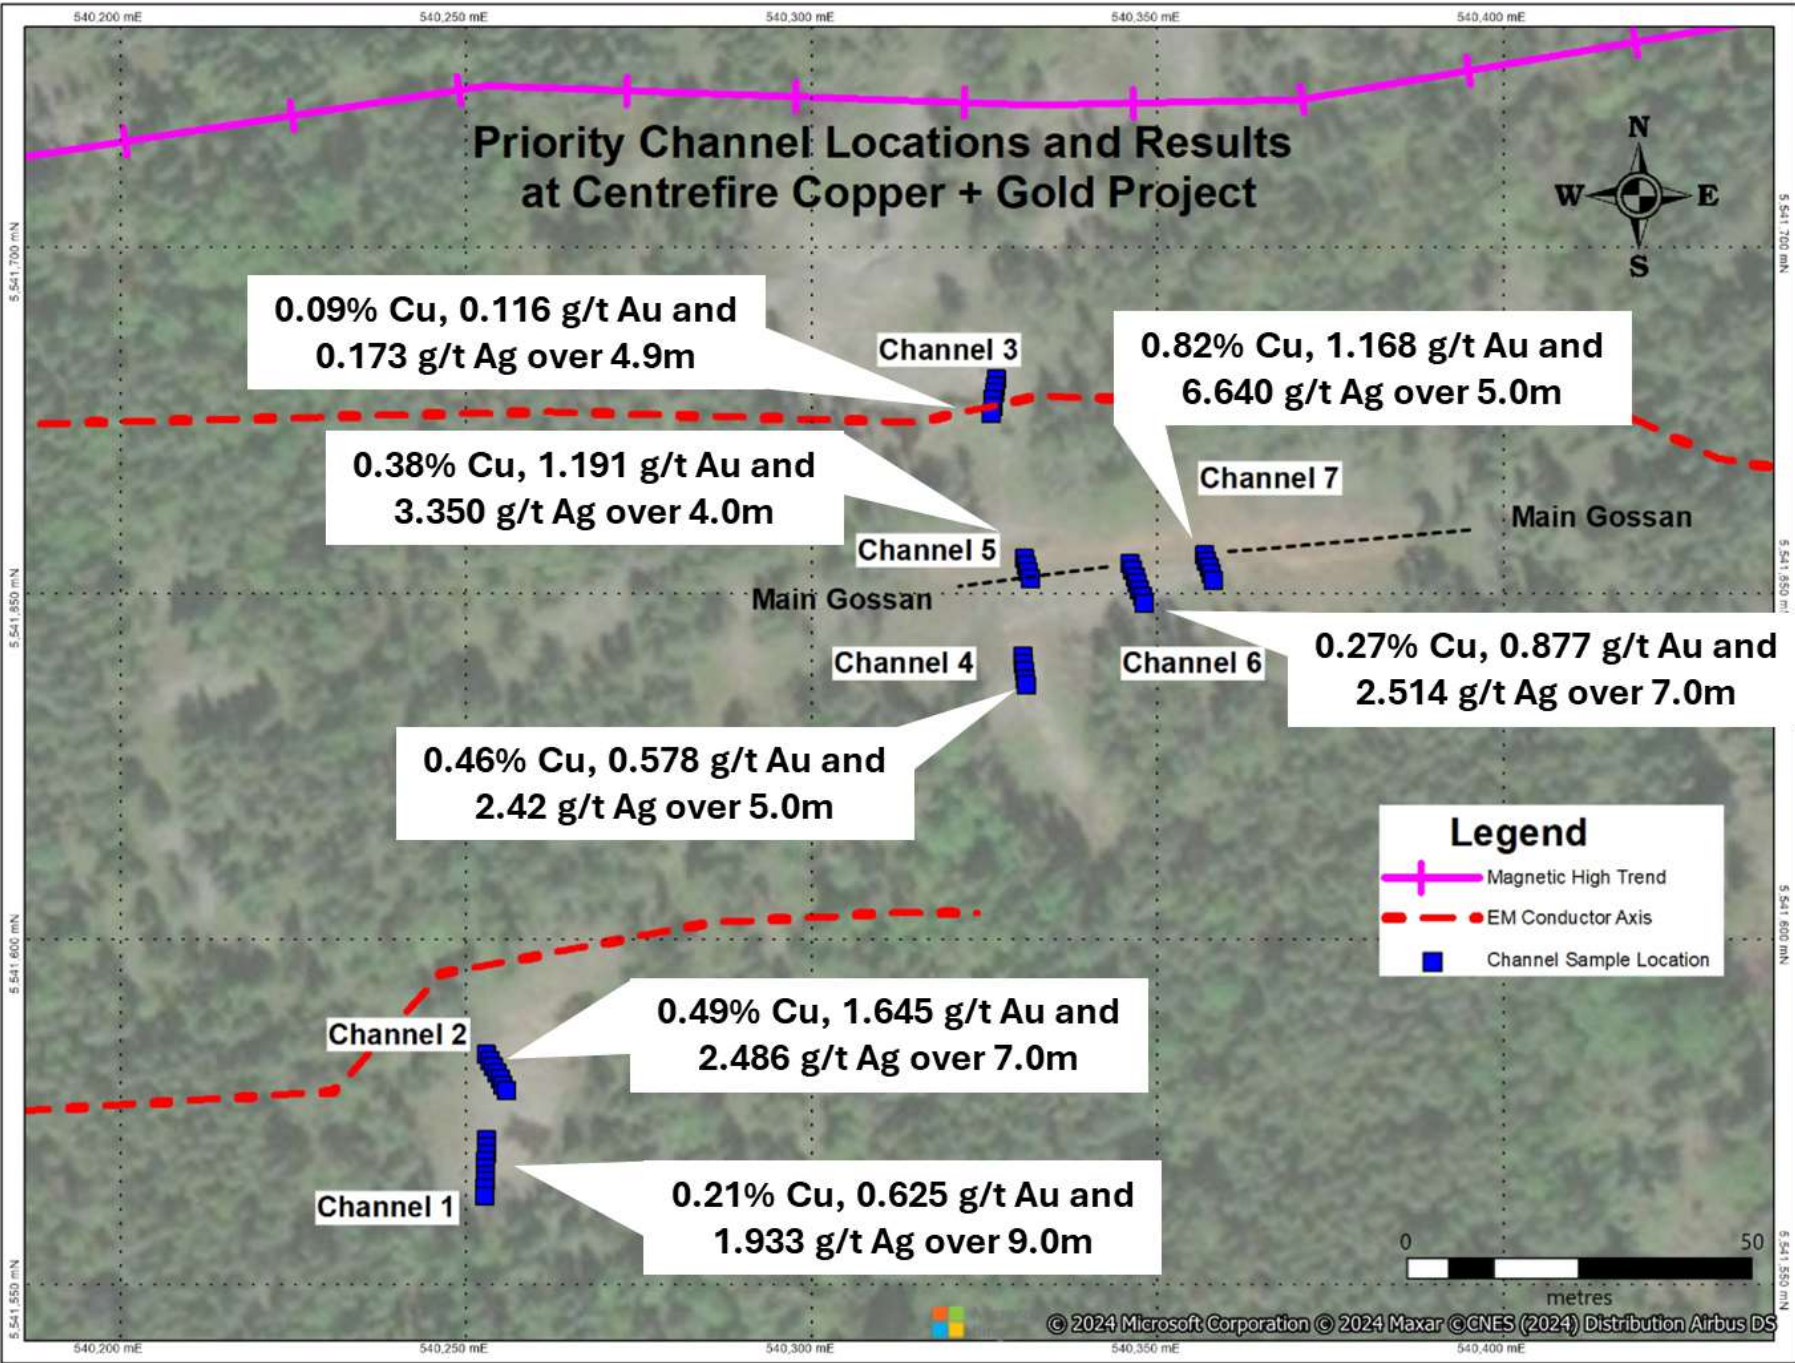 540,200 mE
540,250 mE
540,300 mE
540,350 mE
540,400 mE
Priority Channel Locations and Results
at Centrefire Copper + Gold Project
N
W E
S
5,541,700 mN
5,541,700 mN
0.09% Cu, 0.116 g/t Au and
0.173 g/t Ag over 4.9m
Channel 3
0.82% Cu, 1.168 g/t Au and
6.640 g/t Ag over 5.0m
0.38% Cu, 1.191 g/t Au and
3.350 g/t Ag over 4.0m
Channel 7
Main Gossan
Channel 5
Main Gossan
5,541,650 mN
5,541,650 m
Channel 4
Channel 6
0.27% Cu, 0.877 g/t Au and
2.514 g/t Ag over 7.0m
0.46% Cu, 0.578 g/t Au and
2.42 g/t Ag over 5.0m
Legend
Magnetic High Trend
EM Conductor Axis
Channel Sample Location
5,541,600 mN
5,541,600 mN
Channel 2
0.49% Cu, 1.645 g/t Au and
2.486 g/t Ag over 7.0m
Channel 1
0.21% Cu, 0.625 g/t Au and
1.933 g/t Ag over 9.0m
0 50
metres
5,541,550 mN
5,541,550 mN
© 2024 Microsoft Corporation © 2024 Maxar ©CNES (2024) Distribution Airbus DS
540,200 mE
540,250 mE
540,300 mE
540,350 mE
540,400 mE